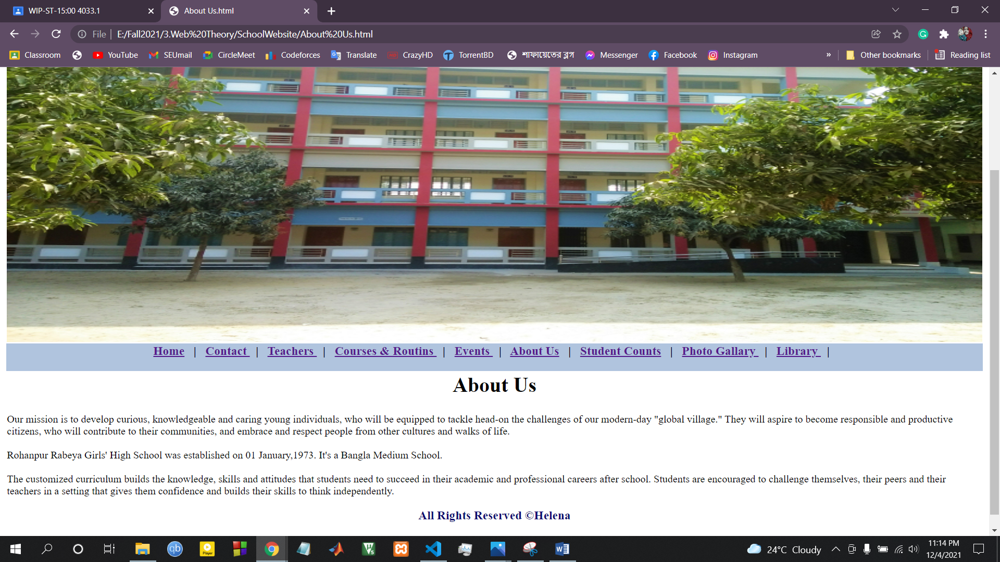 WIP-ST-15:00 4033.1
About Us.html
File | E:/Fall2021/3.Web%20Theory/SchoolWebsite/About%20Us.html
Classroom YouTube SEUmail CircleMeet Codeforces Translate CrazyHD TorrentBD শাফায়েতের ব্লগ Messenger Facebook Instagram » Other bookmarks Reading list
Home | Contact | Teachers | Courses & Routins | Events | About Us | Student Counts | Photo Gallary | Library |
About Us
Our mission is to develop curious, knowledgeable and caring young individuals, who will be equipped to tackle head-on the challenges of our modern-day "global village." They will aspire to become responsible and productive
citizens, who will contribute to their communities, and embrace and respect people from other cultures and walks of life.
Rohanpur Rabeya Girls' High School was established on 01 January,1973. It's a Bangla Medium School.
The customized curriculum builds the knowledge, skills and attitudes that students need to succeed in their academic and professional careers after school. Students are encouraged to challenge themselves, their peers and their
teachers in a setting that gives them confidence and builds their skills to think independently.
All Rights Reserved ©Helena
24°C Cloudy
11:14 PM
12/4/2021